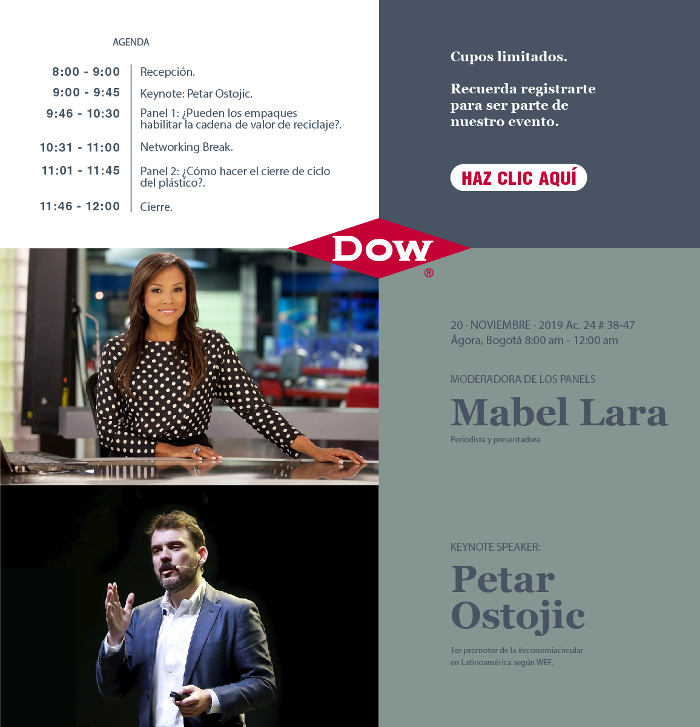 AGENDA
8:00 - 9:00 Recepción.
9:00 - 9:45 Keynote: Petar Ostojic.
9:46 - 10:30 Panel 1: ¿Pueden los empaques
habilitar la cadena de valor de reciclaje?.
10:31 - 11:00 Networking Break.
11:01 - 11:45 Panel 2: ¿Cómo hacer el cierre de ciclo
del plástico?.
11:46 - 12:00 Cierre.
Cupos limitados.
Recuerda registrarte
para ser parte de
nuestro evento.
HAZ CLIC AQUÍ
DOW
®
20 · NOVIEMBRE · 2019 Ac. 24 # 38-47
Ágora, Bogotá 8:00 am - 12:00 am
MODERADORA DE LOS PANELS
Mabel Lara
Periodista y presentadora
KEYNOTE SPEAKER:
Petar
Ostojic
1er promotor de la #economíacircular
en Latinoamérica según WEF.